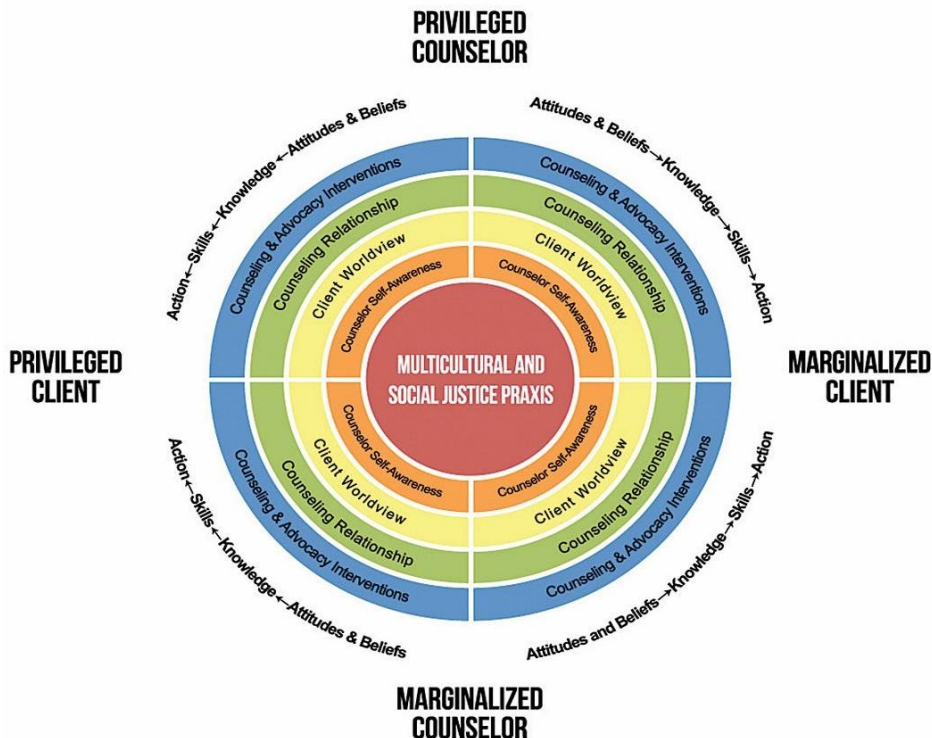 PRIVILEGED
COUNSELOR
Action→Skills←Knowledge←Attitudes & Beliefs
Attitudes & Beliefs→Knowledge→Skills→Action
Counseling & Advocacy Interventions
Counseling & Advocacy Interventions
Counseling Relationship
Counseling Relationship
Client Worldview
Client Worldview
Counselor Self-Awareness
Counselor Self-Awareness
PRIVILEGED
CLIENT
MULTICULTURAL AND
SOCIAL JUSTICE PRAXIS
MARGINALIZED
CLIENT
Counselor Self-Awareness
Counselor Self-Awareness
Client Worldview
Client Worldview
Counseling Relationship
Counseling Relationship
Counseling & Advocacy Interventions
Counseling & Advocacy Interventions
Action←Skills←Knowledge←Attitudes & Beliefs
Attitudes and Beliefs→Knowledge→Skills→Action
MARGINALIZED
COUNSELOR